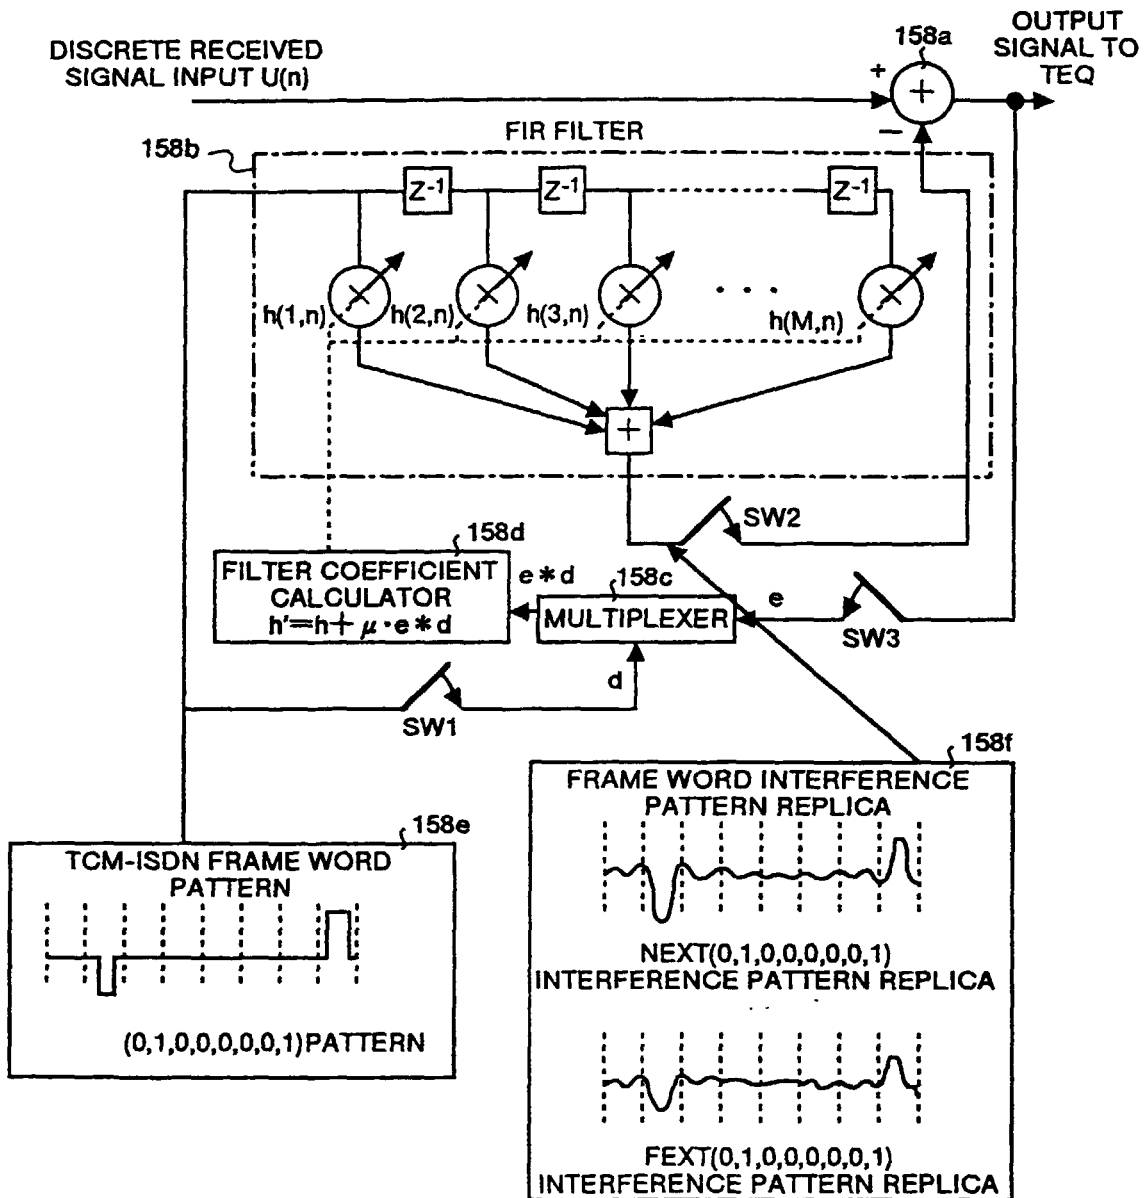 DISCRETE RECEIVED
SIGNAL INPUT U(n)
158a
OUTPUT
SIGNAL TO
TEQ
+
+
−
FIR FILTER
158b
Z⁻¹
Z⁻¹
Z⁻¹
×
×
×
. . .
×
h(1,n)
h(2,n)
h(3,n)
h(M,n)
+
SW2
158d
FILTER COEFFICIENT
CALCULATOR
h'=h+ μ·e*d
e*d
158c
MULTIPLEXER
e
SW3
d
SW1
158e
TCM-ISDN FRAME WORD
PATTERN
(0,1,0,0,0,0,0,1)PATTERN
158f
FRAME WORD INTERFERENCE
PATTERN REPLICA
NEXT(0,1,0,0,0,0,0,1)
INTERFERENCE PATTERN REPLICA
FEXT(0,1,0,0,0,0,0,1)
INTERFERENCE PATTERN REPLICA